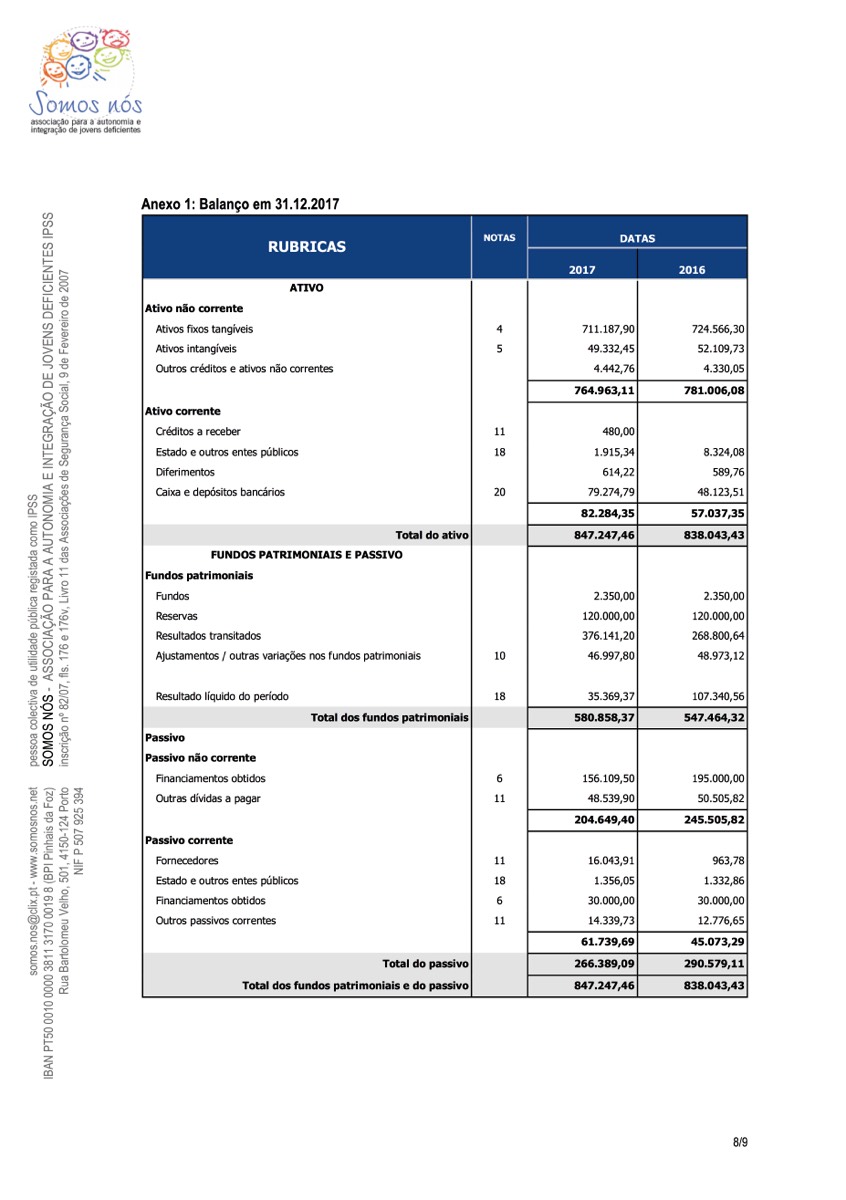 Somos nós
associação para a autonomia e
integração de jovens deficientes
Anexo 1: Balanço em 31.12.2017
RUBRICAS NOTAS DATAS
2017 2016
ATIVO
Ativo não corrente
Ativos fixos tangíveis 4 711.187,90 724.566,30
Ativos intangíveis 5 49.332,45 52.109,73
Outros créditos e ativos não correntes 4.442,76 4.330,05
764.963,11 781.006,08
Ativo corrente
Créditos a receber 11 480,00
Estado e outros entes públicos 18 1.915,34 8.324,08
Diferimentos 614,22 589,76
Caixa e depósitos bancários 20 79.274,79 48.123,51
82.284,35 57.037,35
Total do ativo 847.247,46 838.043,43
FUNDOS PATRIMONIAIS E PASSIVO
Fundos patrimoniais
Fundos 2.350,00 2.350,00
Reservas 120.000,00 120.000,00
Resultados transitados 376.141,20 268.800,64
Ajustamentos / outras variações nos fundos patrimoniais 10 46.997,80 48.973,12
Resultado líquido do período 18 35.369,37 107.340,56
Total dos fundos patrimoniais 580.858,37 547.464,32
Passivo
Passivo não corrente
Financiamentos obtidos 6 156.109,50 195.000,00
Outras dívidas a pagar 11 48.539,90 50.505,82
204.649,40 245.505,82
Passivo corrente
Fornecedores 11 16.043,91 963,78
Estado e outros entes públicos 18 1.356,05 1.332,86
Financiamentos obtidos 6 30.000,00 30.000,00
Outros passivos correntes 11 14.339,73 12.776,65
61.739,69 45.073,29
Total do passivo 266.389,09 290.579,11
Total dos fundos patrimoniais e do passivo 847.247,46 838.043,43
pessoa colectiva de utilidade pública registada como IPSS
SOMOS NÓS - ASSOCIAÇÃO PARA A AUTONOMIA E INTEGRAÇÃO DE JOVENS DEFICIENTES IPSS
inscrição nº 82/07, fls. 176 e 176v, Livro 11 das Associações de Segurança Social, 9 de Fevereiro de 2007
somos.nos@clix.pt - www.somosnos.net
IBAN PT50 0010 0000 3811 3170 0019 8 (BPI Pinhais da Foz)
Rua Bartolomeu Velho, 501, 4150-124 Porto
NIF P 507 925 394
8/9